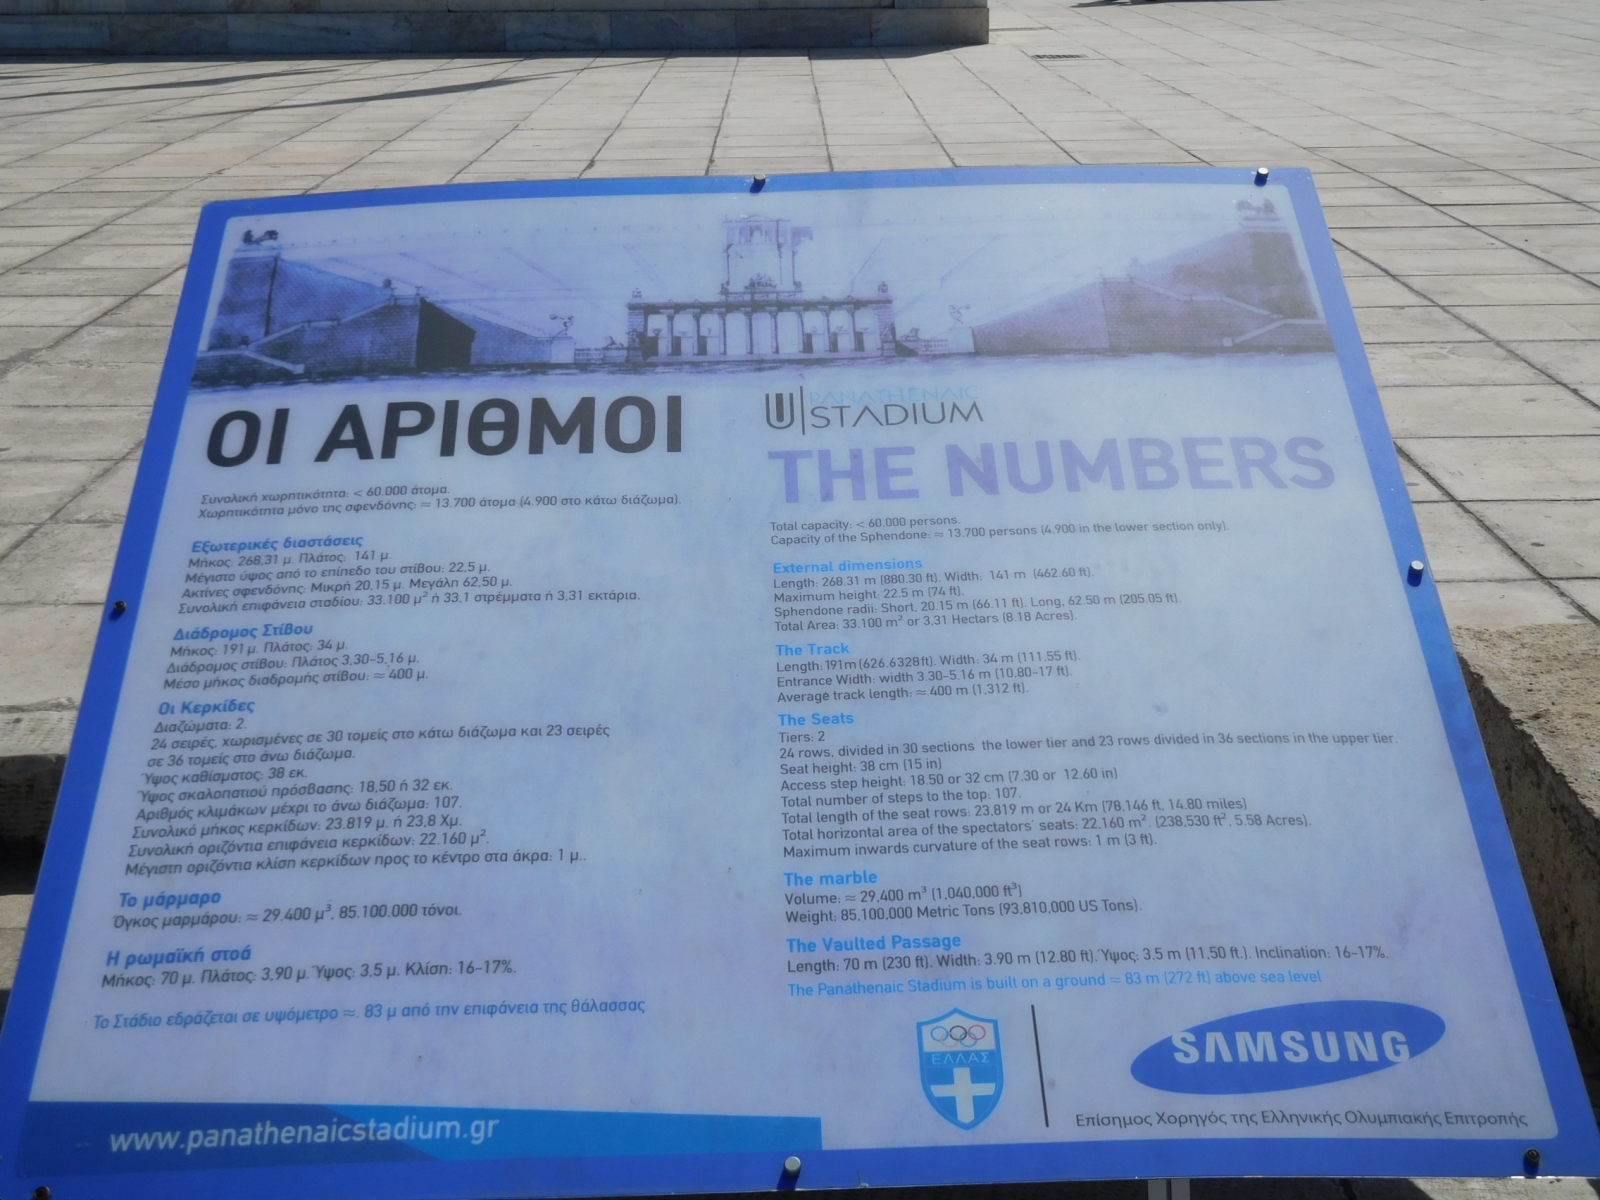 ΟΙ ΑΡΙΘΜΟΙ
Συνολική χωρητικότητα: < 60.000 άτομα.
Χωρητικότητα μόνο της σφενδόνης: ≈ 13.700 άτομα (4.900 στο κάτω διάζωμα).
Εξωτερικές διαστάσεις
Μήκος: 268,31 μ. Πλάτος: 141 μ.
Μέγιστο ύψος από το επίπεδο του στίβου: 22,5 μ.
Ακτίνες σφενδόνης: Μικρή 20,15 μ. Μεγάλη 62,50 μ.
Συνολική επιφάνεια σταδίου: 33.100 μ² ή 33,1 στρέμματα ή 3,31 εκτάρια.
Διάδρομος Στίβου
Μήκος: 191 μ. Πλάτος: 34 μ.
Διάδρομος στίβου: Πλάτος 3,30-5,16 μ.
Μέσο μήκος διαδρομής στίβου: ≈ 400 μ.
Οι Κερκίδες
Διαζώματα: 2.
24 σειρές, χωρισμένες σε 30 τομείς στο κάτω διάζωμα και 23 σειρές
σε 36 τομείς στο άνω διάζωμα.
Ύψος καθίσματος: 38 εκ.
Ύψος σκαλοπατιού πρόσβασης: 18,50 ή 32 εκ.
Αριθμός κλιμάκων μέχρι το άνω διάζωμα: 107.
Συνολικό μήκος κερκίδων: 23.819 μ. ή 23,8 Χμ.
Συνολική οριζόντια επιφάνεια κερκίδων: 22.160 μ².
Μέγιστη οριζόντια κλίση κερκίδων προς το κέντρο στα άκρα: 1 μ..
Το μάρμαρο
Όγκος μαρμάρου: ≈ 29.400 μ³, 85.100.000 τόνοι.
Η ρωμαϊκή στοά
Μήκος: 70 μ. Πλάτος: 3,90 μ. Ύψος: 3,5 μ. Κλίση: 16-17%.
Το Στάδιο εδράζεται σε υψόμετρο ≈. 83 μ από την επιφάνεια της θάλασσας
www.panathenaicstadium.gr
PANATHENAIC
STADIUM
THE NUMBERS
Total capacity: < 60.000 persons.
Capacity of the Sphendone: ≈ 13.700 persons (4.900 in the lower section only).
External dimensions
Length: 268.31 m (880.30 ft). Width: 141 m (462.60 ft).
Maximum height: 22.5 m (74 ft).
Sphendone radii: Short, 20.15 m (66.11 ft). Long, 62.50 m (205.05 ft).
Total Area: 33.100 m² or 3,31 Hectars (8.18 Acres).
The Track
Length: 191m (626.6328ft). Width: 34 m (111.55 ft).
Entrance Width: width 3.30-5.16 m (10.80-17 ft).
Average track length: ≈ 400 m (1,312 ft).
The Seats
Tiers: 2
24 rows, divided in 30 sections the lower tier and 23 rows divided in 36 sections in the upper tier.
Seat height: 38 cm (15 in)
Access step height: 18.50 or 32 cm (7.30 or 12.60 in)
Total number of steps to the top: 107.
Total length of the seat rows: 23,819 m or 24 Km (78.146 ft, 14.80 miles)
Total horizontal area of the spectators' seats: 22,160 m², (238,530 ft², 5.58 Acres).
Maximum inwards curvature of the seat rows: 1 m (3 ft).
The marble
Volume: ≈ 29,400 m³ (1,040,000 ft³)
Weight: 85,100,000 Metric Tons (93,810,000 US Tons).
The Vaulted Passage
Length: 70 m (230 ft). Width: 3.90 m (12.80 ft). Ύψος: 3.5 m (11,50 ft.). Inclination: 16-17%.
The Panathenaic Stadium is built on a ground ≈ 83 m (272 ft) above sea level
ΕΛΛΑΣ
SAMSUNG
Επίσημος Χορηγός της Ελληνικής Ολυμπιακής Επιτροπής